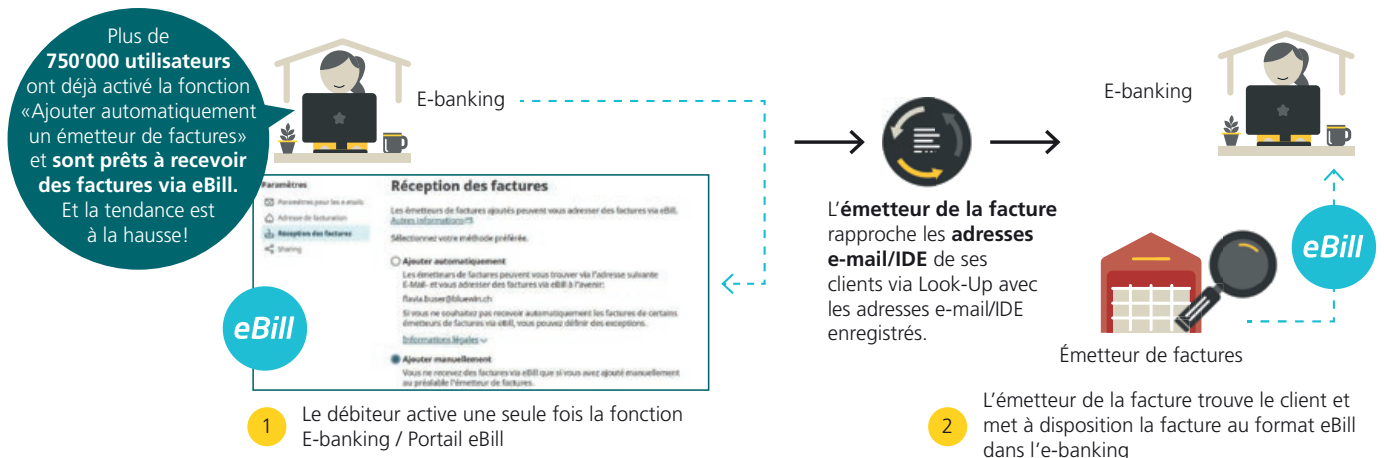 Plus de
750'000 utilisateurs
ont déjà activé la fonction
«Ajouter automatiquement
un émetteur de factures»
et sont prêts à recevoir
des factures via eBill.
Et la tendance est
à la hausse!
E-banking
Paramètres
Paramètres pour les e-mails
Adresse de facturation
Réception des factures
Sharing
Réception des factures
Les émetteurs de factures ajoutés peuvent vous adresser des factures via eBill.
Autres informations
Sélectionnez votre méthode préférée.
Ajouter automatiquement
Les émetteurs de factures peuvent vous trouver via l'adresse suivante
E-Mail- et vous adresser des factures via eBill à l'avenir:
flavia.buser@bluewin.ch
Si vous ne souhaitez pas recevoir automatiquement les factures de certains
émetteurs de factures via eBill, vous pouvez définir des exceptions.
Informations légales
Ajouter manuellement
Vous ne recevez des factures via eBill que si vous avez ajouté manuellement
au préalable l'émetteur de factures.
eBill
1
Le débiteur active une seule fois la fonction
E-banking / Portail eBill
L'émetteur de la facture
rapproche les adresses
e-mail/IDE de ses
clients via Look-Up avec
les adresses e-mail/IDE
enregistrés.
E-banking
eBill
Émetteur de factures
2
L'émetteur de la facture trouve le client et
met à disposition la facture au format eBill
dans l'e-banking